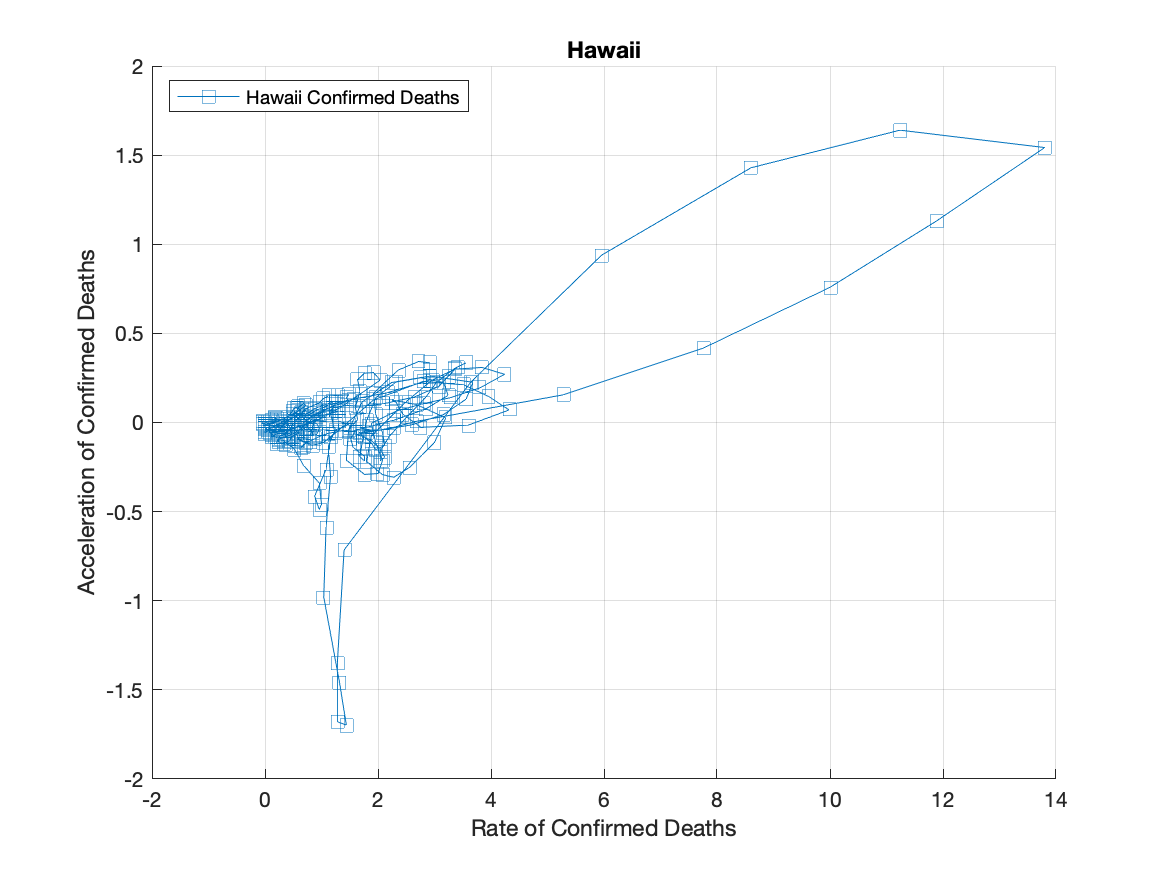 Hawaii
Hawaii Confirmed Deaths
2
1.5
1
0.5
0
-0.5
-1
-1.5
-2
Acceleration of Confirmed Deaths
-2 0 2 4 6 8 10 12 14
Rate of Confirmed Deaths